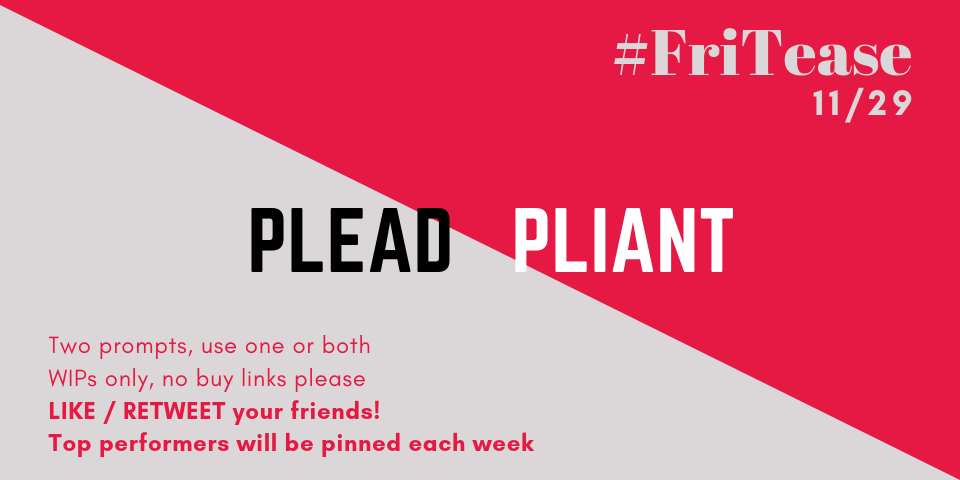 #FriTease
11/29
PLEAD PLIANT
Two prompts, use one or both
WIPs only, no buy links please
LIKE / RETWEET your friends!
Top performers will be pinned each week